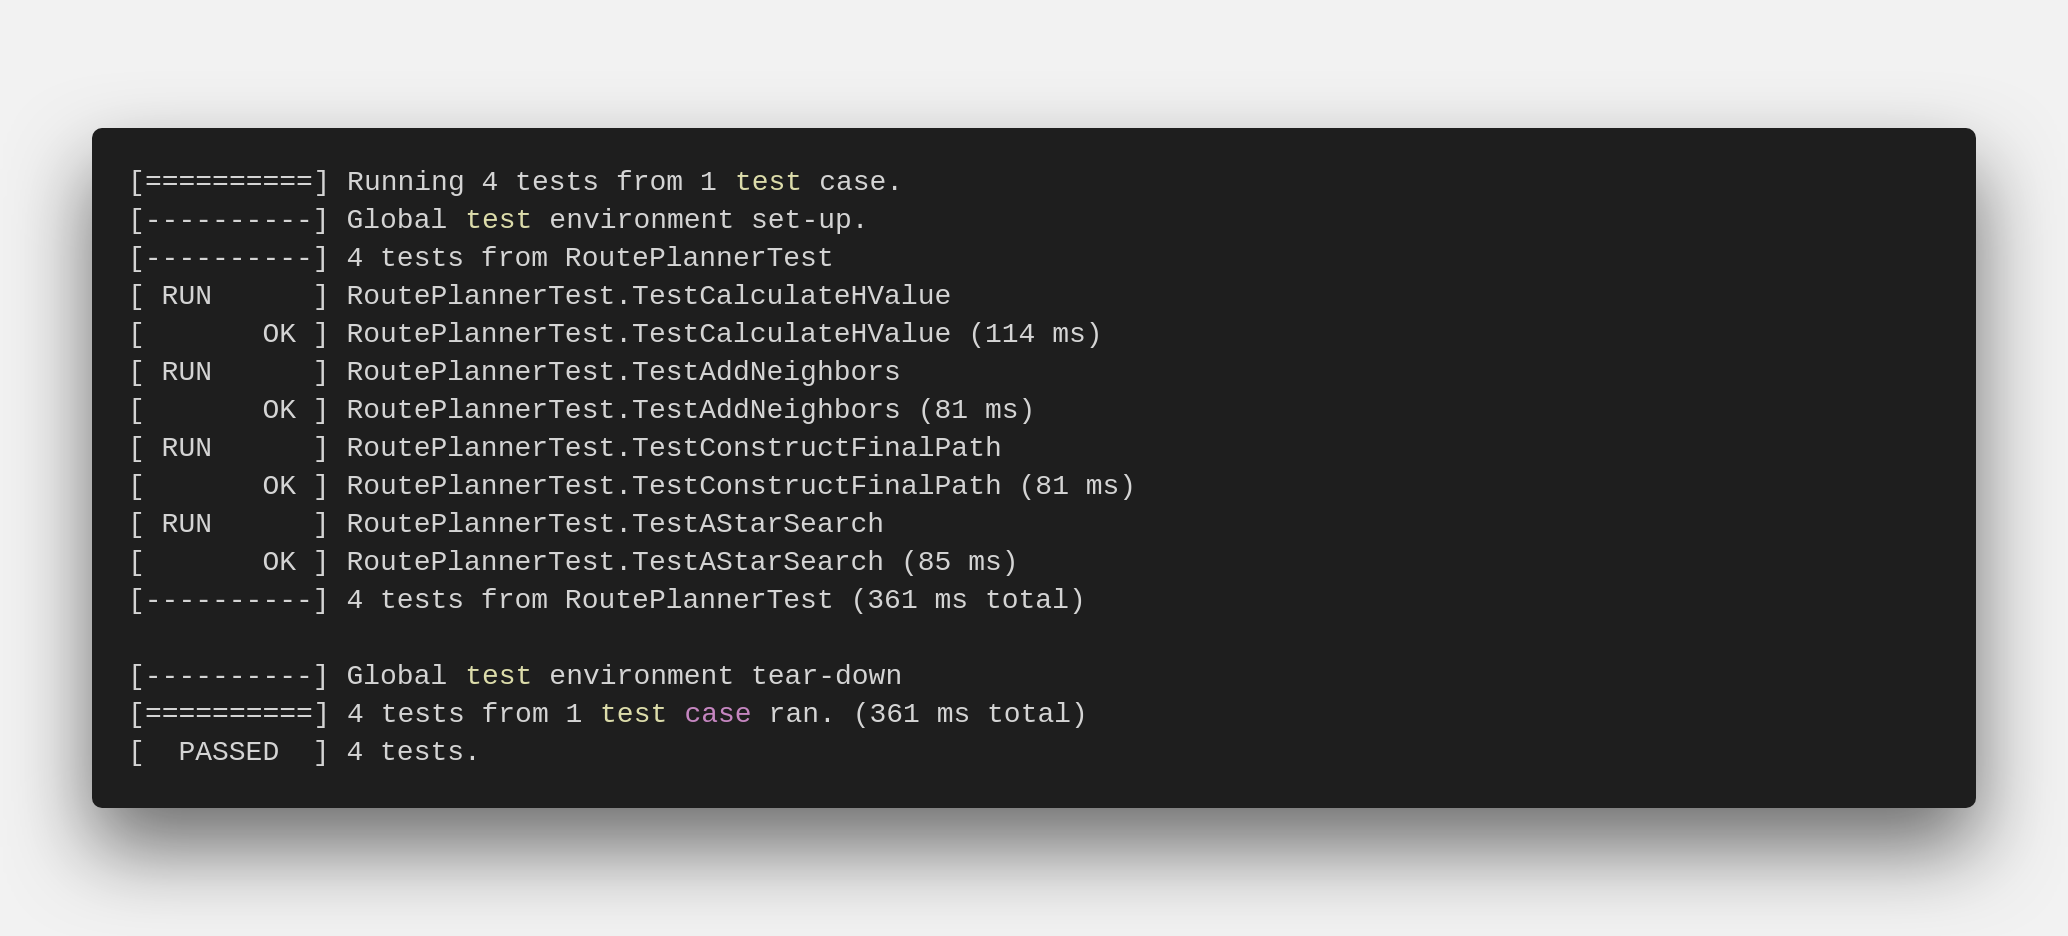 [==========] Running 4 tests from 1 test case.
[----------] Global test environment set-up.
[----------] 4 tests from RoutePlannerTest
[ RUN      ] RoutePlannerTest.TestCalculateHValue
[       OK ] RoutePlannerTest.TestCalculateHValue (114 ms)
[ RUN      ] RoutePlannerTest.TestAddNeighbors
[       OK ] RoutePlannerTest.TestAddNeighbors (81 ms)
[ RUN      ] RoutePlannerTest.TestConstructFinalPath
[       OK ] RoutePlannerTest.TestConstructFinalPath (81 ms)
[ RUN      ] RoutePlannerTest.TestAStarSearch
[       OK ] RoutePlannerTest.TestAStarSearch (85 ms)
[----------] 4 tests from RoutePlannerTest (361 ms total)

[----------] Global test environment tear-down
[==========] 4 tests from 1 test case ran. (361 ms total)
[  PASSED  ] 4 tests.